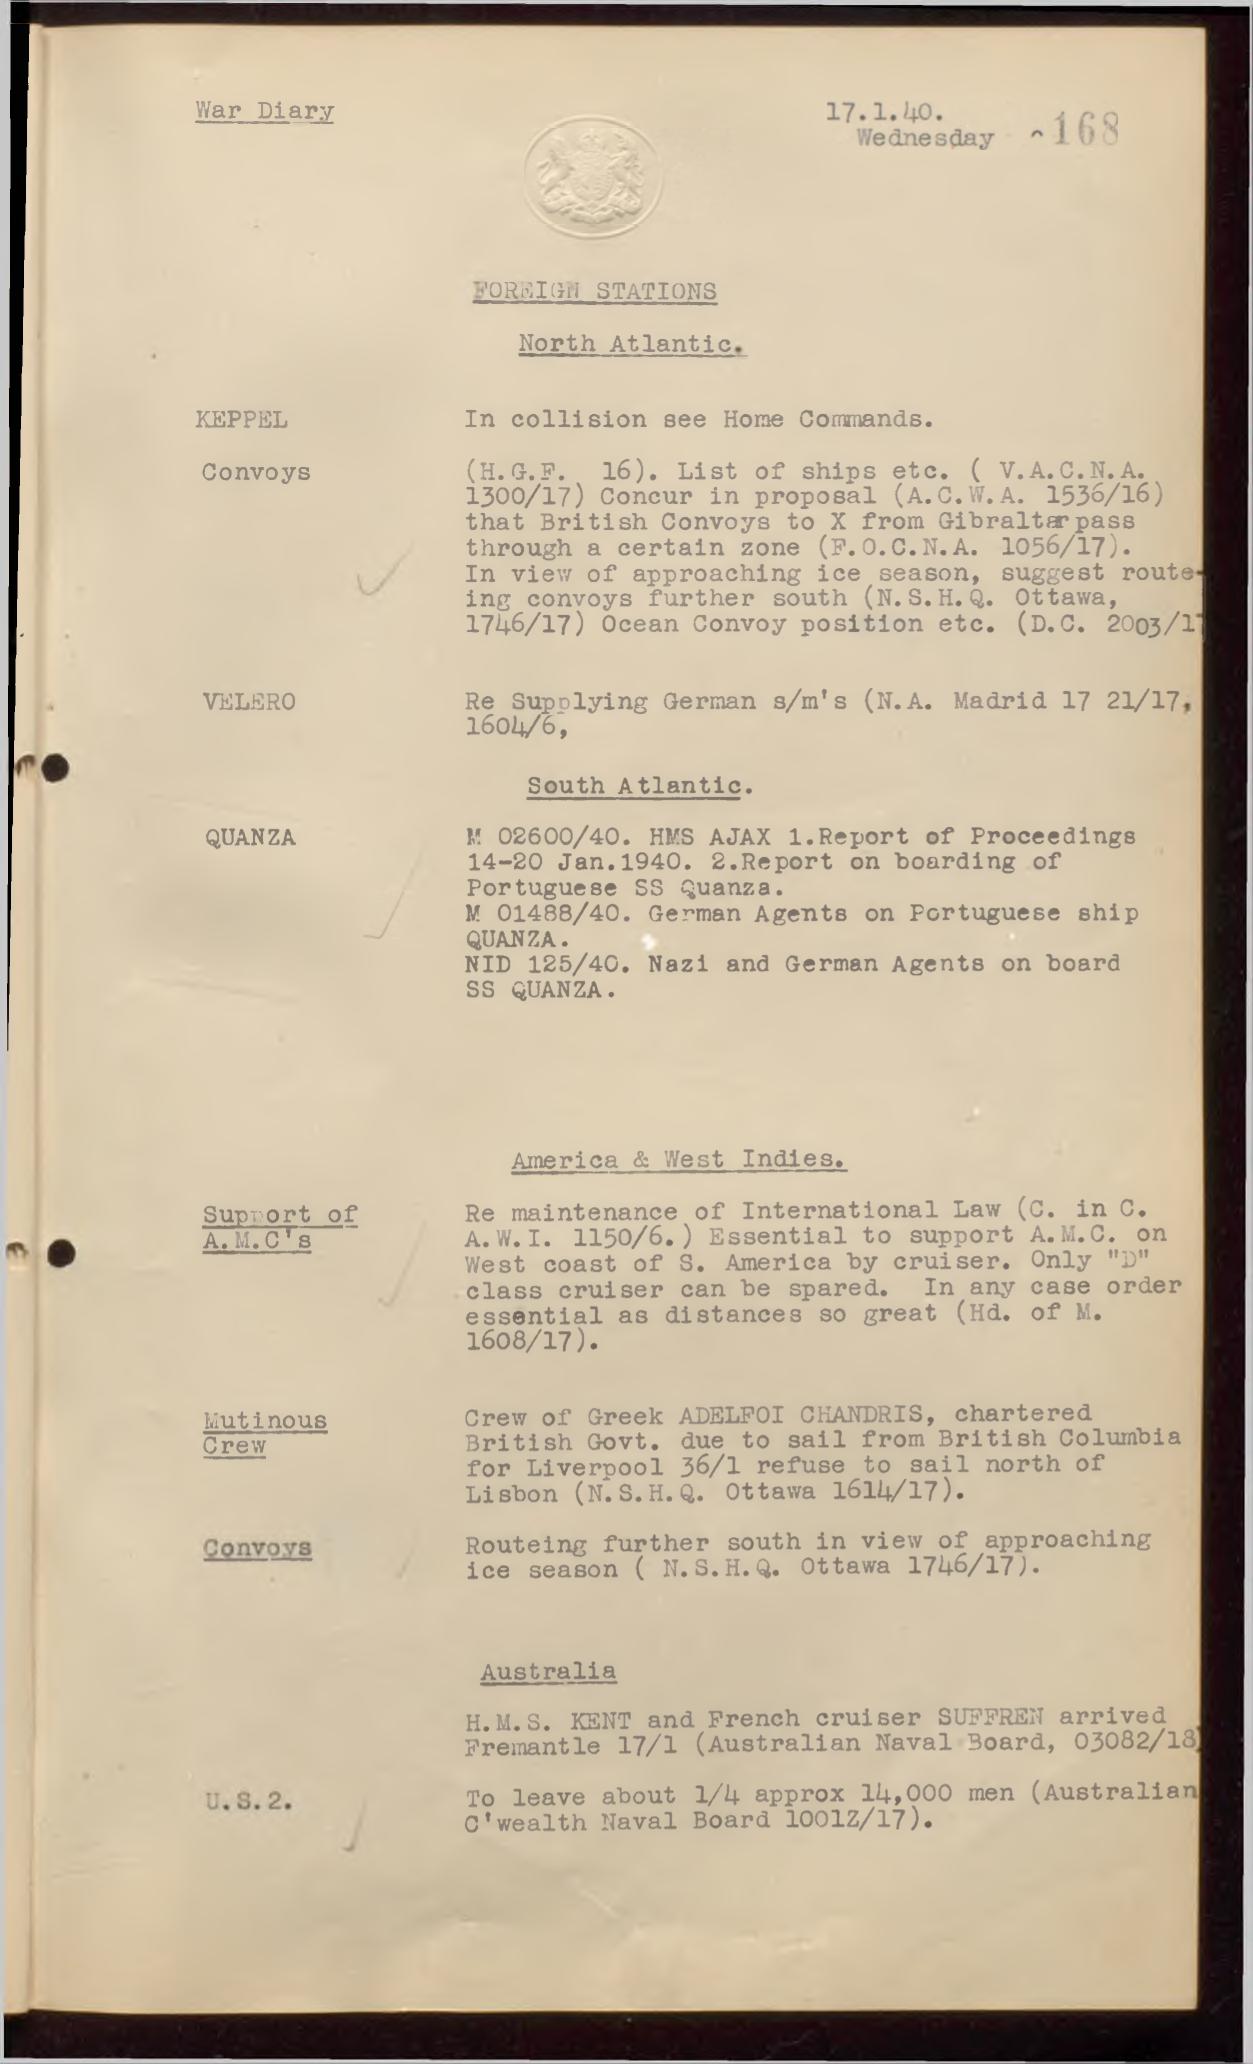 War Diary
17.1.40.
Wednesday
168
FOREIGN STATIONS
North Atlantic.
KEPPEL In collision see Home Commands.
Convoys (H.G.F. 16). List of ships etc. ( V.A.C.N.A.
1300/17) Concur in proposal (A.C.W.A. 1536/16)
that British Convoys to X from Gibraltar pass
through a certain zone (F.O.C.N.A. 1056/17).
In view of approaching ice season, suggest route-
ing convoys further south (N.S.H.Q. Ottawa,
1746/17) Ocean Convoy position etc. (D.C. 2003/17
VELERO Re Supplying German s/m's (N.A. Madrid 17 21/17,
1604/6,
South Atlantic.
QUANZA M 02600/40. HMS AJAX 1.Report of Proceedings
14-20 Jan.1940. 2.Report on boarding of
Portuguese SS Quanza.
M 01488/40. German Agents on Portuguese ship
QUANZA.
NID 125/40. Nazi and German Agents on board
SS QUANZA.
America & West Indies.
Support of Re maintenance of International Law (C. in C.
A.M.C's A.W.I. 1150/6.) Essential to support A.M.C. on
West coast of S. America by cruiser. Only "D"
class cruiser can be spared. In any case order
essential as distances so great (Hd. of M.
1608/17).
Mutinous Crew of Greek ADELFOI CHANDRIS, chartered
Crew British Govt. due to sail from British Columbia
for Liverpool 36/1 refuse to sail north of
Lisbon (N.S.H.Q. Ottawa 1614/17).
Convoys Routeing further south in view of approaching
ice season ( N.S.H.Q. Ottawa 1746/17).
Australia
H.M.S. KENT and French cruiser SUFFREN arrived
Fremantle 17/1 (Australian Naval Board, 03082/18)
U.S.2. To leave about 1/4 approx 14,000 men (Australian
C'wealth Naval Board 1001Z/17).